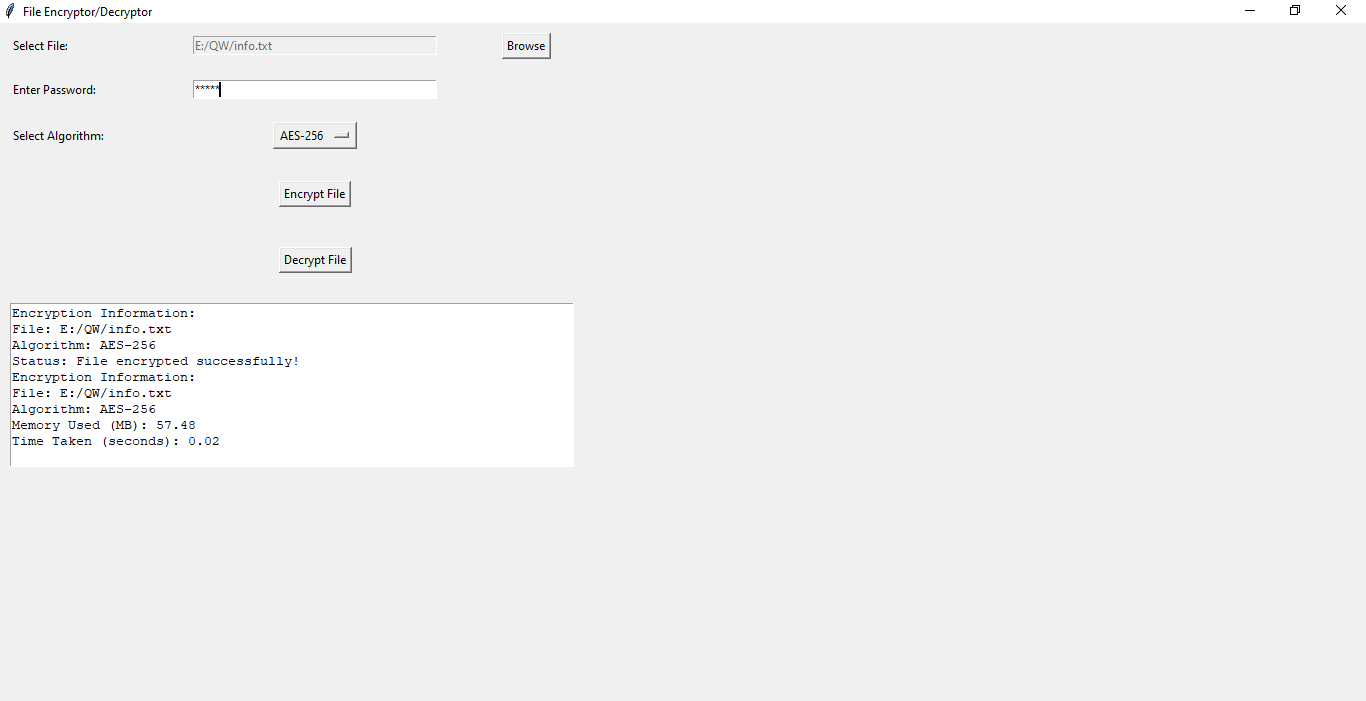 File Encryptor/Decryptor
Select File: E:/QW/info.txt Browse
Enter Password: *****
Select Algorithm: AES-256
Encrypt File
Decrypt File
Encryption Information:
File: E:/QW/info.txt
Algorithm: AES-256
Status: File encrypted successfully!
Encryption Information:
File: E:/QW/info.txt
Algorithm: AES-256
Memory Used (MB): 57.48
Time Taken (seconds): 0.02